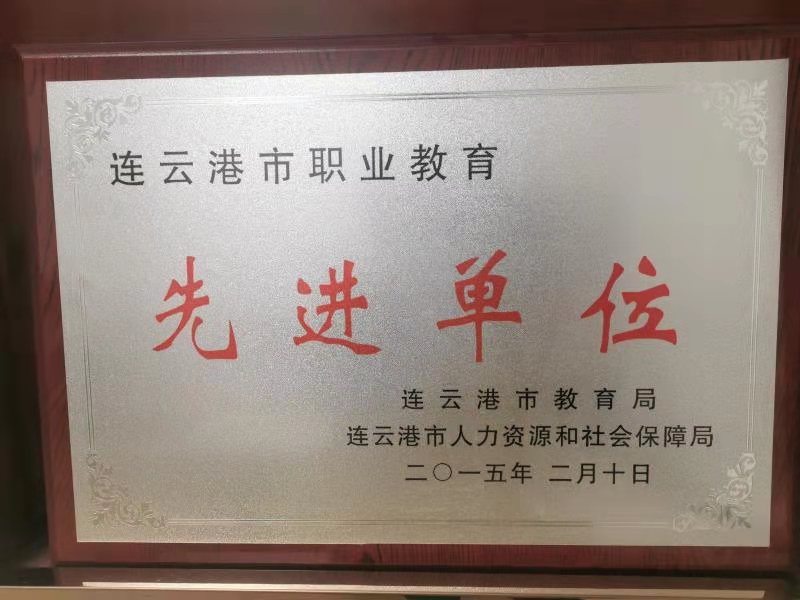 连云港市职业教育
先进单位
连云港市教育局
连云港市人力资源和社会保障局
二〇一五年 二月十日